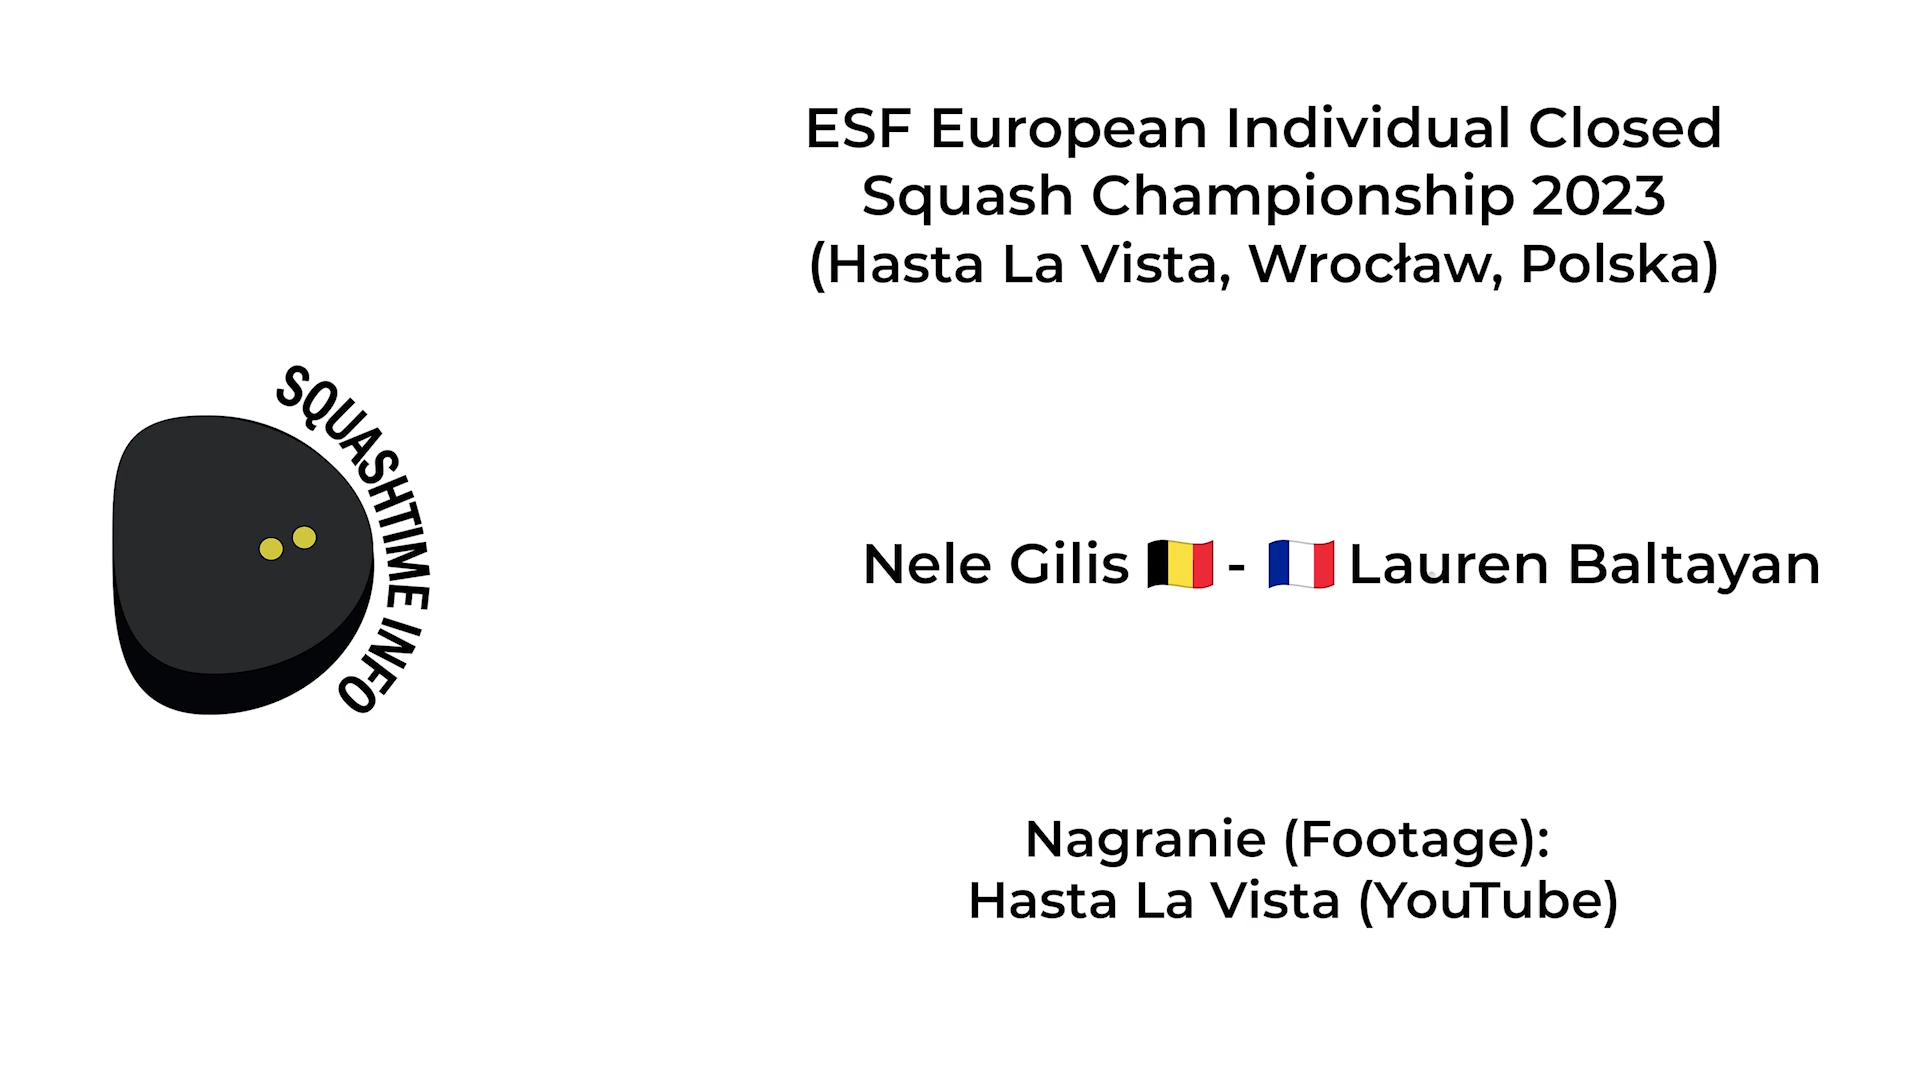 ESF European Individual Closed
Squash Championship 2023
(Hasta La Vista, Wrocław, Polska)
SQUASHTIME INFO
Nele Gilis 🇧🇪 - 🇫🇷 Lauren Baltayan
Nagranie (Footage):
Hasta La Vista (YouTube)